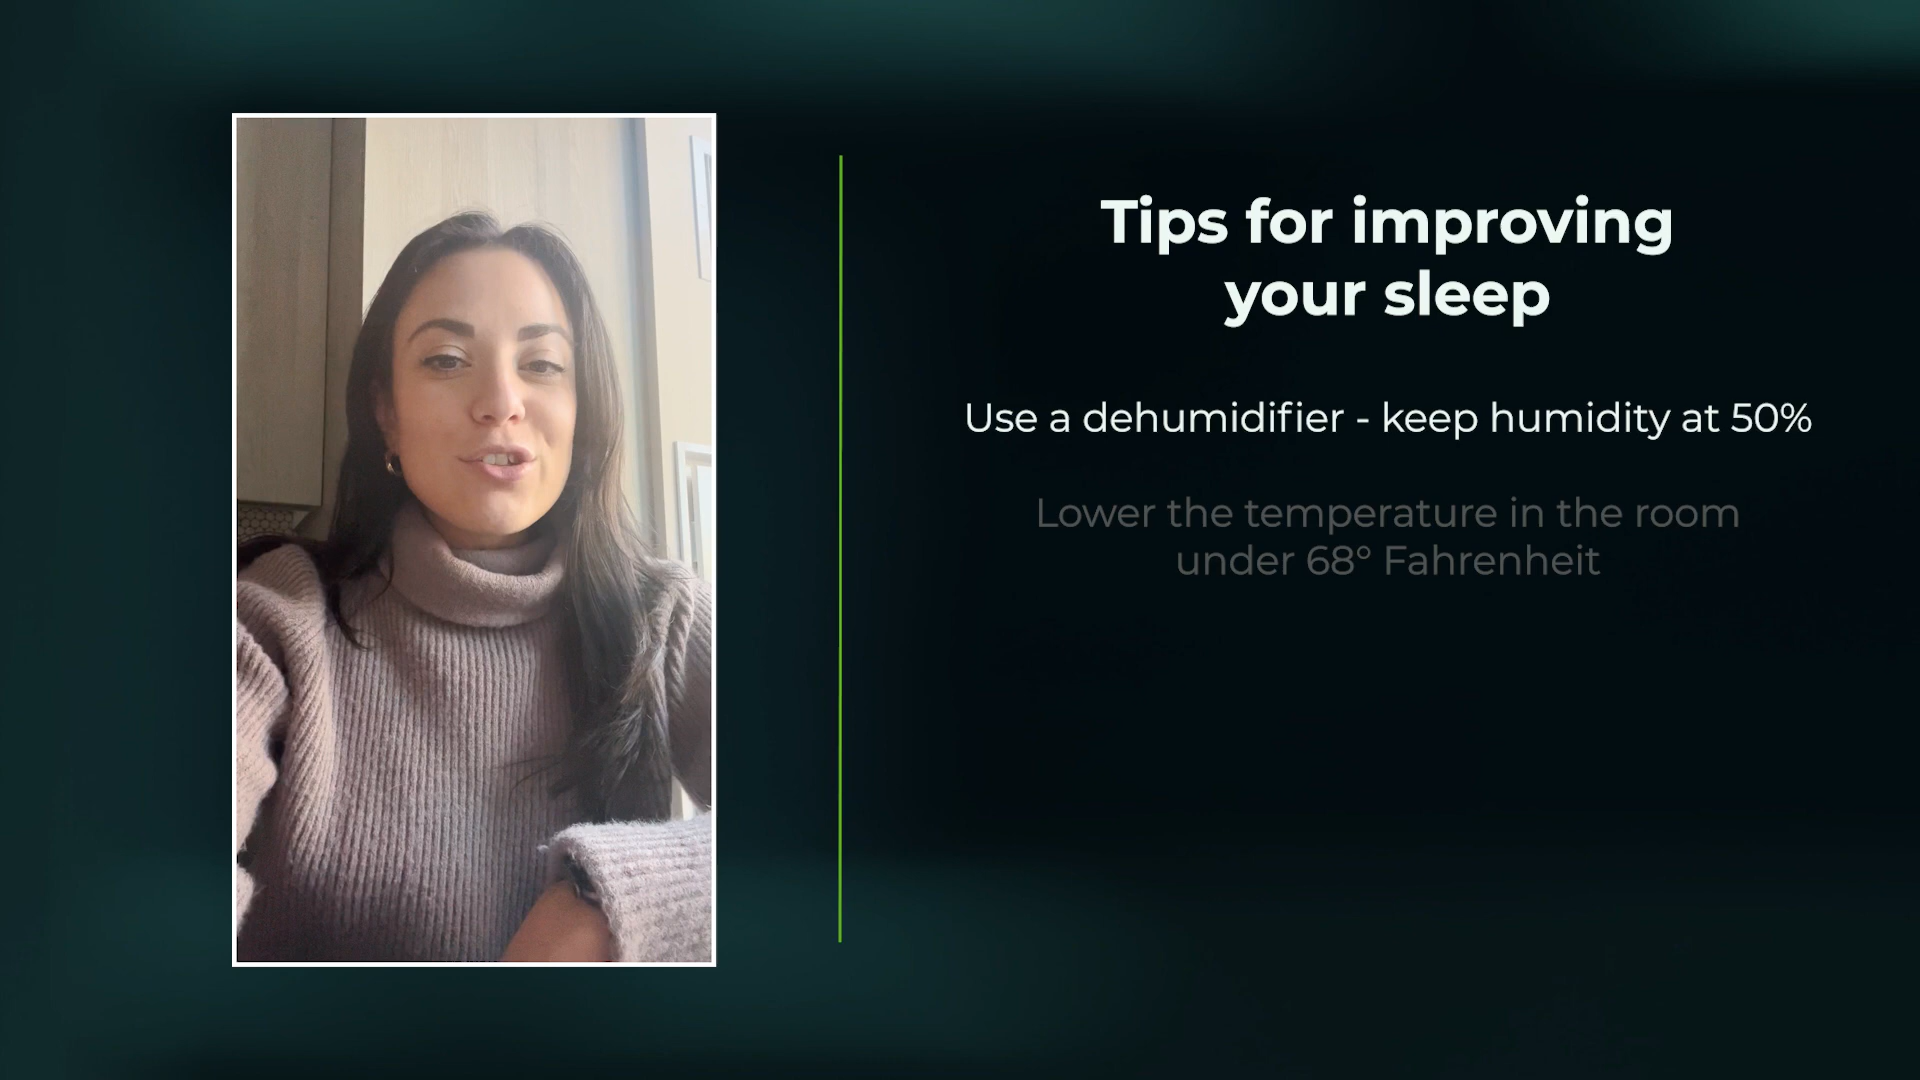 Tips for improving
your sleep
Use a dehumidifier - keep humidity at 50%
Lower the temperature in the room
under 68° Fahrenheit